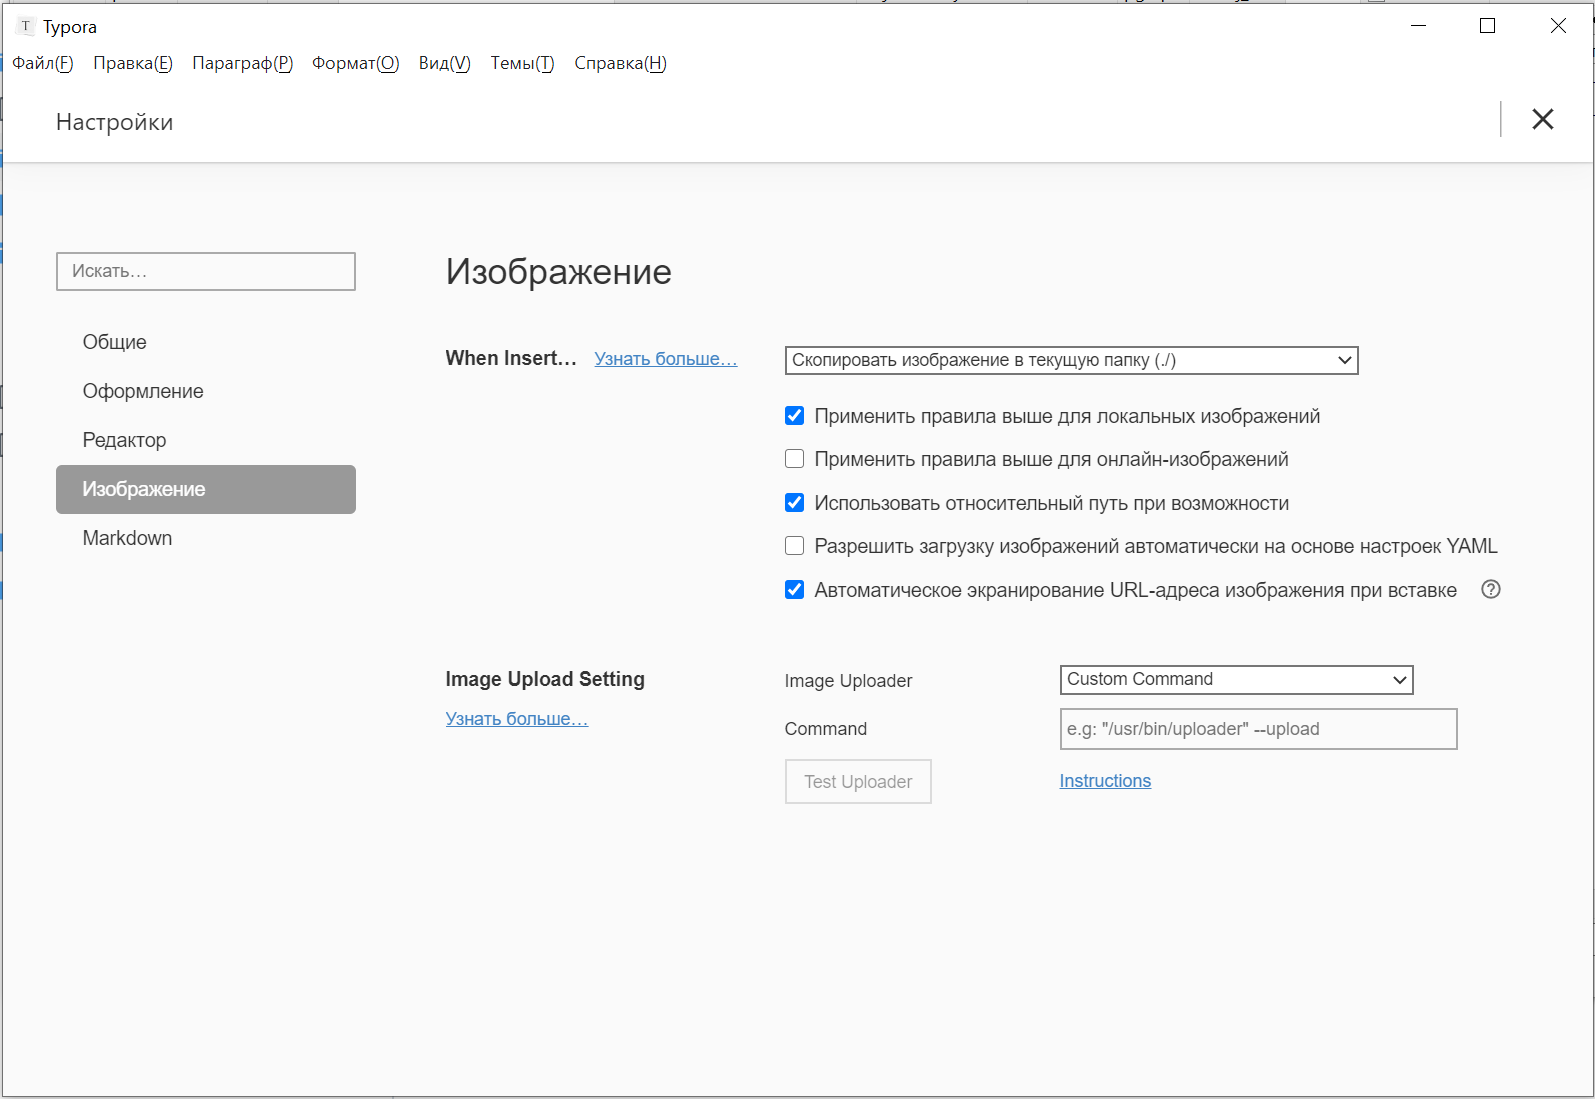 T Typora
Файл(F) Правка(E) Параграф(P) Формат(O) Вид(V) Темы(T) Справка(H)
Настройки
Искать…
Общие
Оформление
Редактор
Изображение
Markdown
Изображение
When Insert… Узнать больше… Скопировать изображение в текущую папку (./)
Применить правила выше для локальных изображений
Применить правила выше для онлайн-изображений
Использовать относительный путь при возможности
Разрешить загрузку изображений автоматически на основе настроек YAML
Автоматическое экранирование URL-адреса изображения при вставке ?
Image Upload Setting Image Uploader Custom Command
Узнать больше… Command e.g: "/usr/bin/uploader" --upload
Test Uploader Instructions